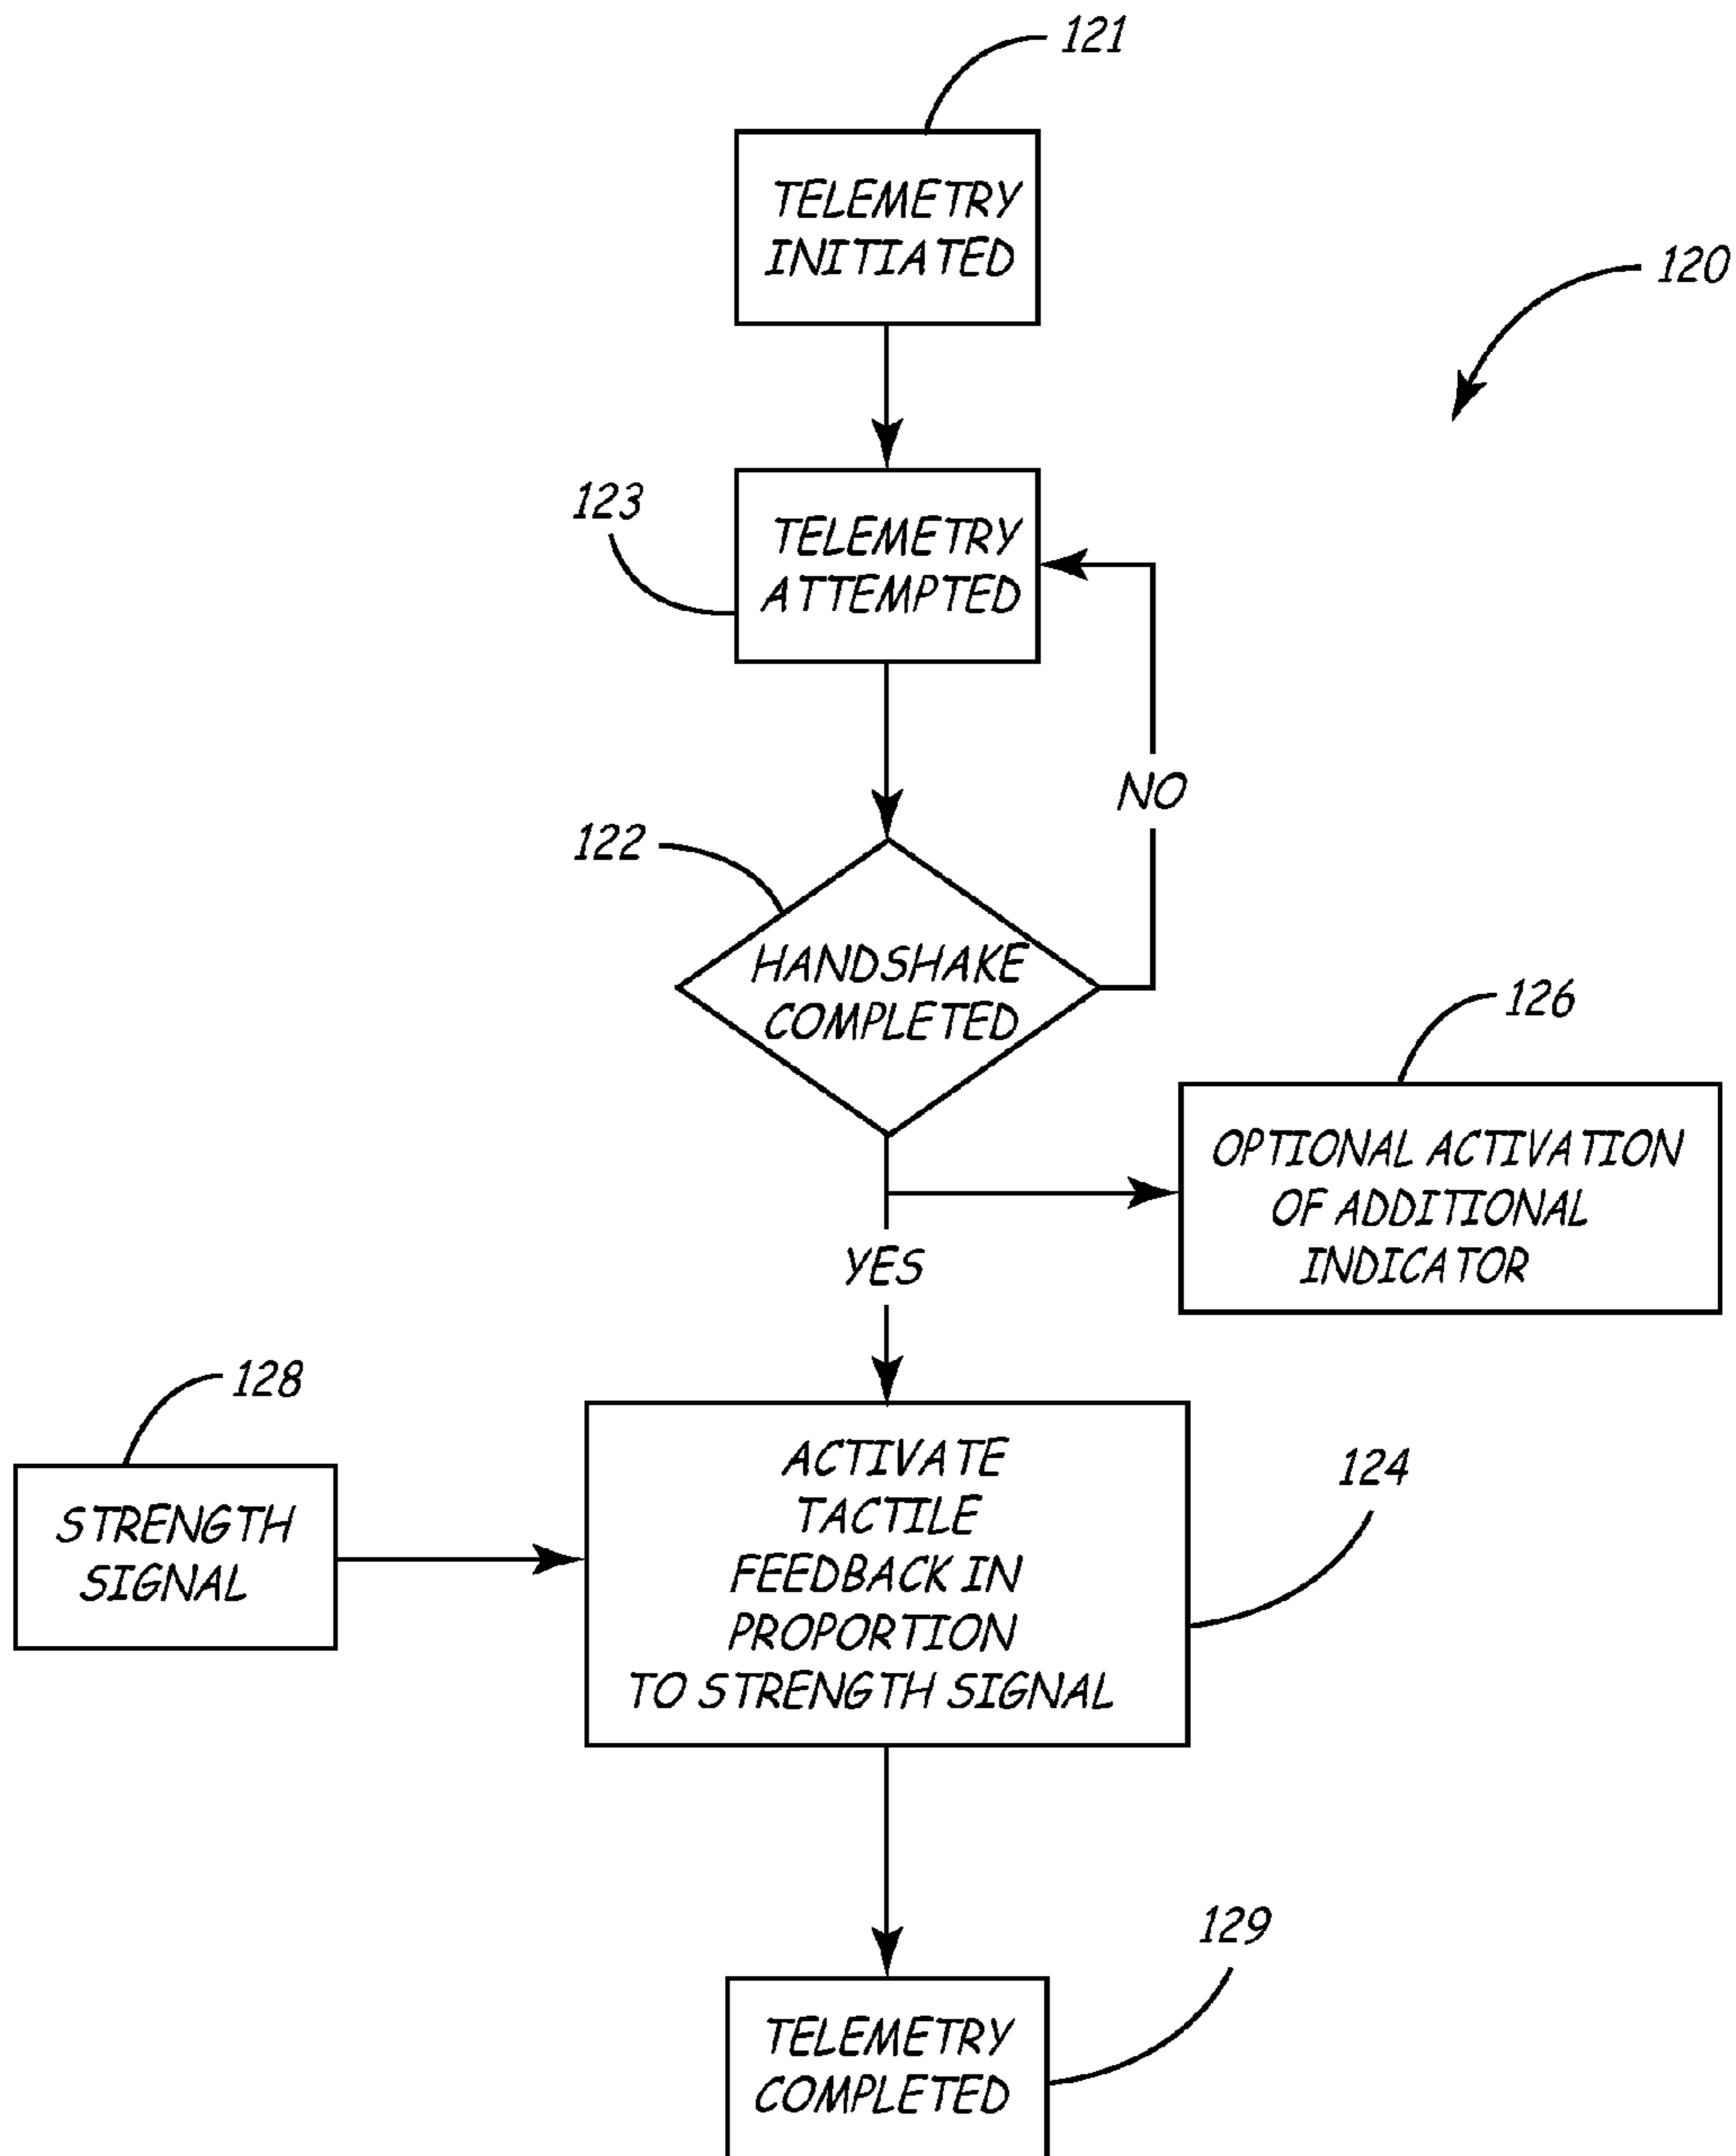 121
TELEMETRY
INITIATED
120
123
TELEMETRY
ATTEMPTED
NO
122
HANDSHAKE
COMPLETED
126
OPTIONAL ACTIVATION
OF ADDITIONAL
INDICATOR
YES
128
STRENGTH
SIGNAL
ACTIVATE
TACTILE
FEEDBACK IN
PROPORTION
TO STRENGTH SIGNAL
124
129
TELEMETRY
COMPLETED